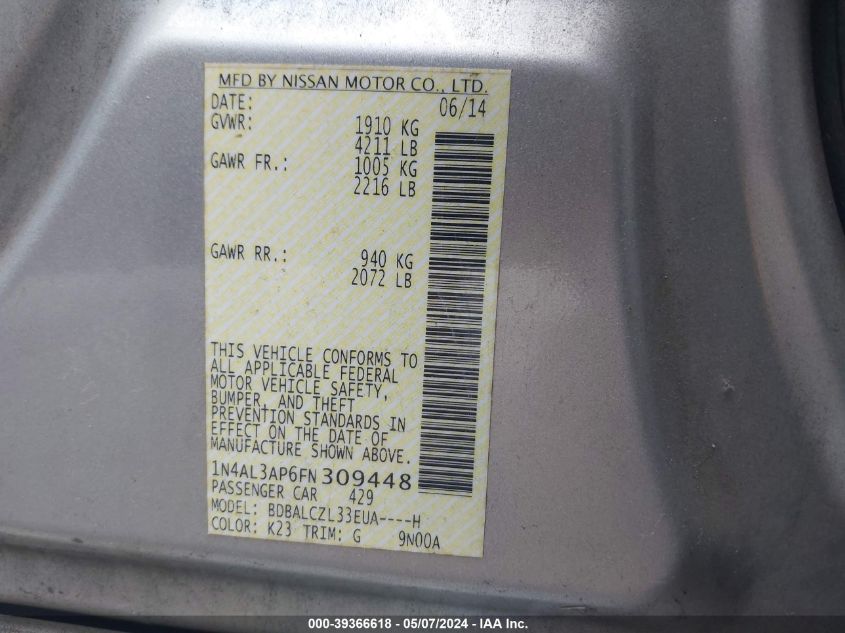 MFD BY NISSAN MOTOR CO., LTD.
DATE: 06/14
GVWR: 1910 KG
4211 LB
GAWR FR.: 1005 KG
2216 LB
GAWR RR.: 940 KG
2072 LB
THIS VEHICLE CONFORMS TO
ALL APPLICABLE FEDERAL
MOTOR VEHICLE SAFETY,
BUMPER, AND THEFT
PREVENTION STANDARDS IN
EFFECT ON THE DATE OF
MANUFACTURE SHOWN ABOVE.
1N4AL3AP6FN 309448
PASSENGER CAR 429
MODEL: BDBALCZL33EUA----H
COLOR: K23 TRIM: G 9N00A
000-39366618 - 05/07/2024 - IAA Inc.